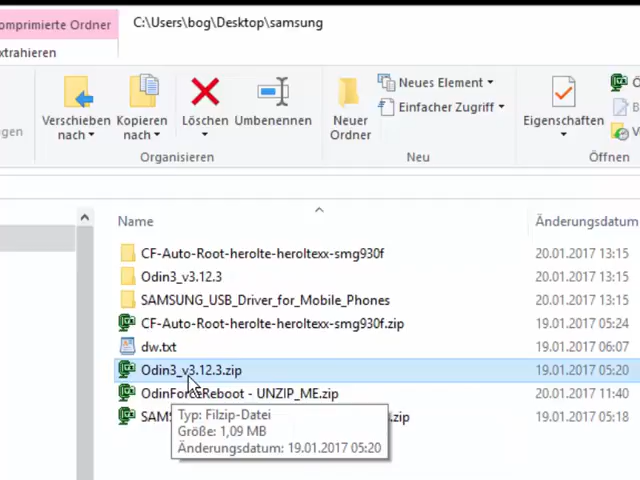 omprimierte Ordner
C:\Users\bog\Desktop\samsung
xtrahieren
Verschieben nach
Kopieren nach
Löschen
Umbenennen
Neuer Ordner
Neues Element
Einfacher Zugriff
Eigenschaften
gen
Organisieren
Neu
Öffnen
Name
Änderungsdatum
CF-Auto-Root-herolte-heroltexx-smg930f
20.01.2017 13:15
Odin3_v3.12.3
20.01.2017 13:15
SAMSUNG_USB_Driver_for_Mobile_Phones
20.01.2017 13:15
CF-Auto-Root-herolte-heroltexx-smg930f.zip
19.01.2017 05:24
dw.txt
19.01.2017 06:07
Odin3_v3.12.3.zip
19.01.2017 05:20
OdinForceReboot - UNZIP_ME.zip
20.01.2017 11:40
SAMS
.zip
19.01.2017 05:18
Typ: Filzip-Datei
Größe: 1,09 MB
Änderungsdatum: 19.01.2017 05:20